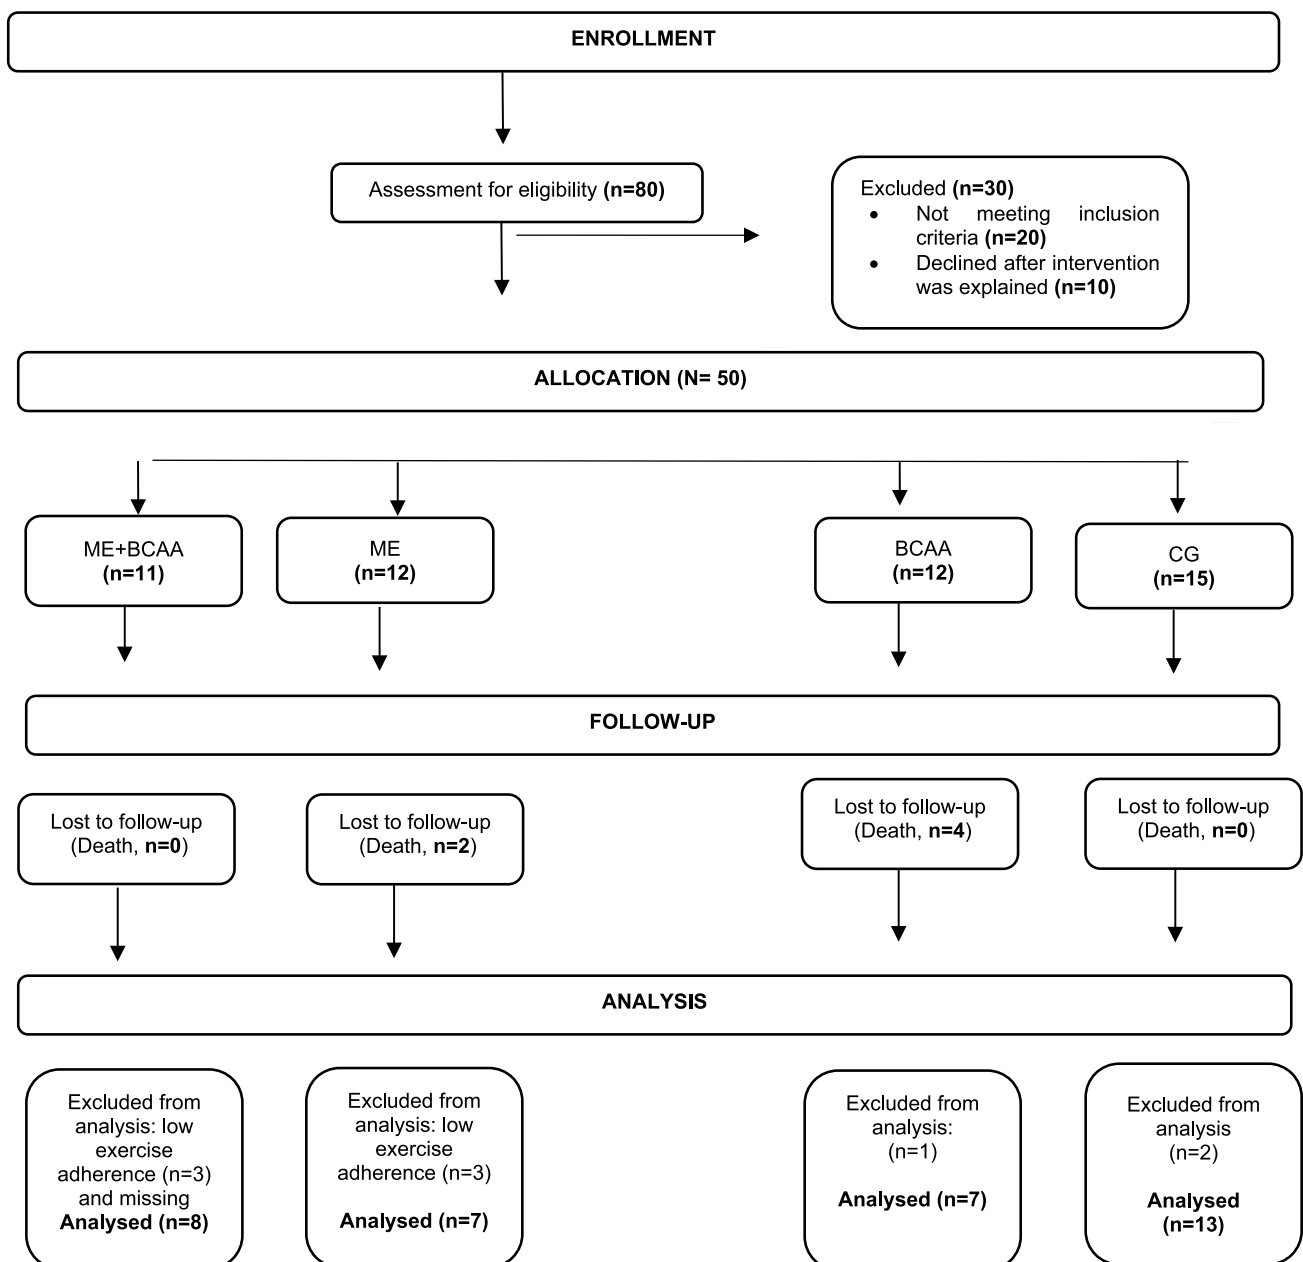 ENROLLMENT
Assessment for eligibility (n=80)
Excluded (n=30)
• Not meeting inclusion
criteria (n=20)
• Declined after intervention
was explained (n=10)
ALLOCATION (N= 50)
ME+BCAA
(n=11)
ME
(n=12)
BCAA
(n=12)
CG
(n=15)
FOLLOW-UP
Lost to follow-up
(Death, n=0)
Lost to follow-up
(Death, n=2)
Lost to follow-up
(Death, n=4)
Lost to follow-up
(Death, n=0)
ANALYSIS
Excluded from
analysis: low
exercise
adherence (n=3)
and missing
Analysed (n=8)
Excluded from
analysis: low
exercise
adherence (n=3)
Analysed (n=7)
Excluded from
analysis:
(n=1)
Analysed (n=7)
Excluded from
analysis
(n=2)
Analysed
(n=13)